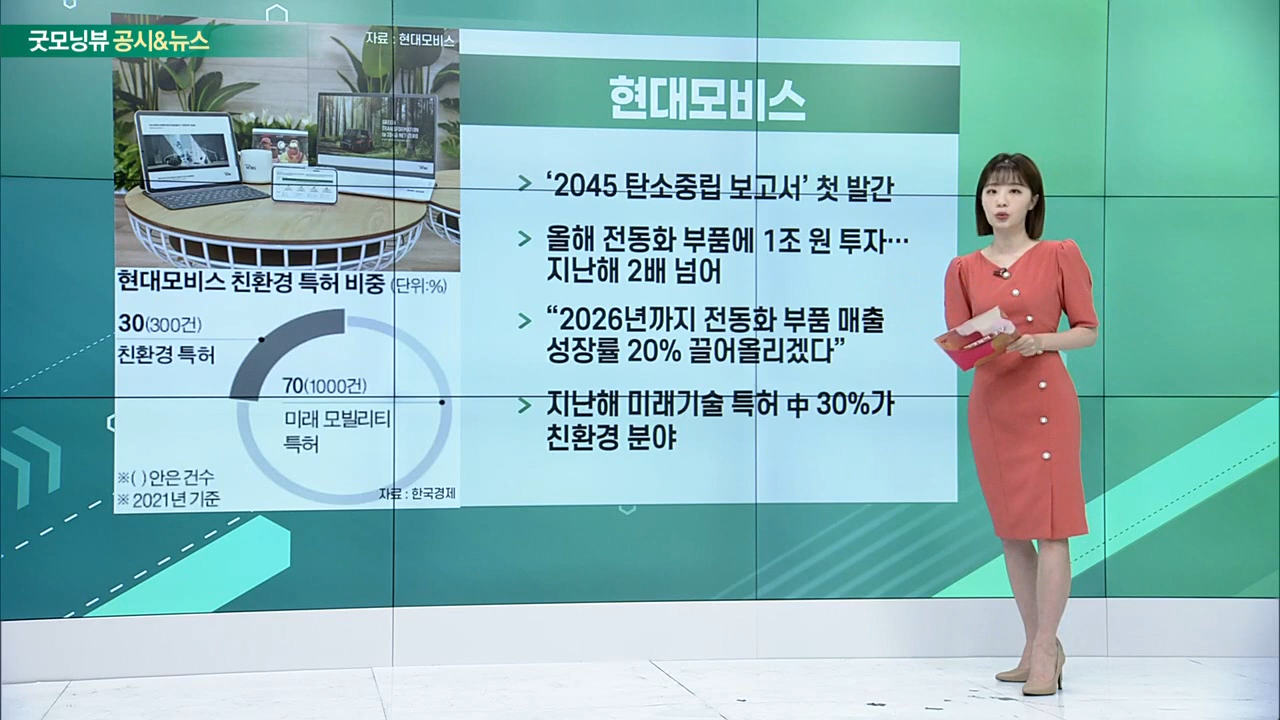 굿모닝뷰 공시&뉴스
자료 : 현대모비스
현대모비스
‘2045 탄소중립 보고서’ 첫 발간
올해 전동화 부품에 1조 원 투자…
지난해 2배 넘어
“2026년까지 전동화 부품 매출
성장률 20% 끌어올리겠다”
지난해 미래기술 특허 中 30%가
친환경 분야
현대모비스 친환경 특허 비중 (단위:%)
30(300건)
친환경 특허
70(1000건)
미래 모빌리티
특허
※( ) 안은 건수
※ 2021년 기준
자료 : 한국경제